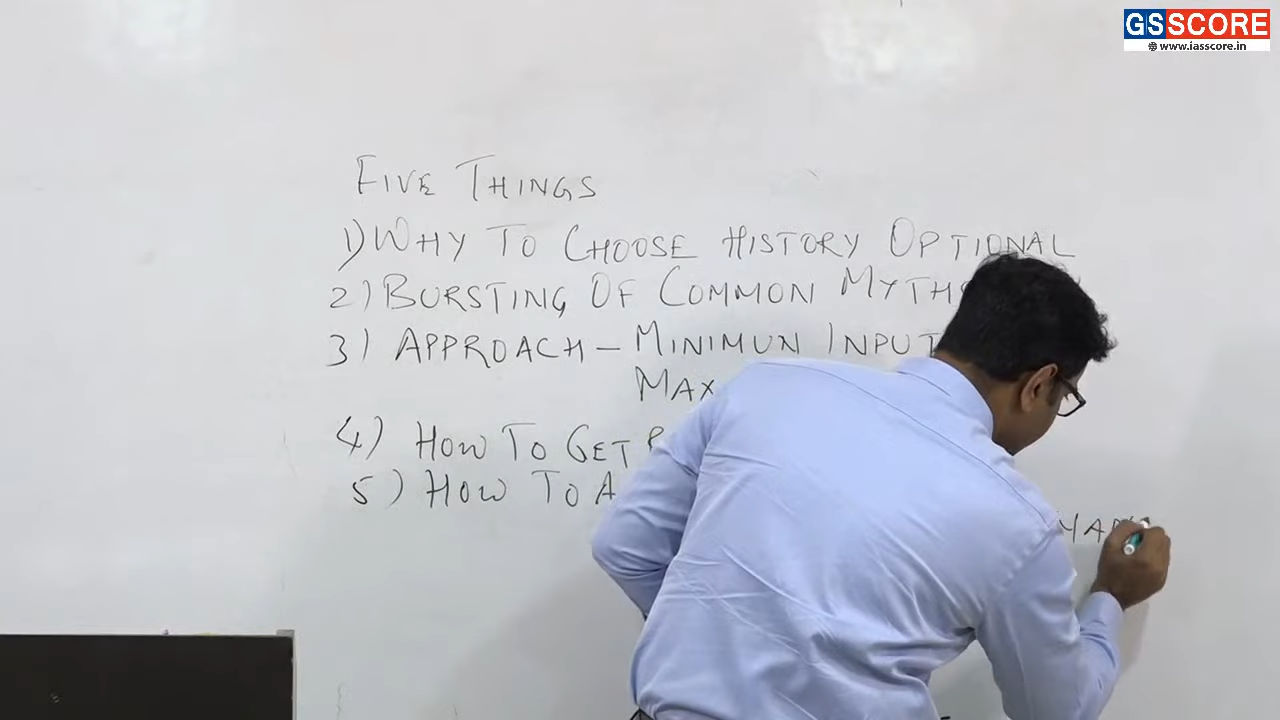 GSSCORE
www.iasscore.in
FIVE THINGS
1) WHY TO CHOOSE HISTORY OPTIONAL
2) BURSTING OF COMMON MYTHS
3) APPROACH - MINIMUN INPUT
MAX
4) HOW TO GET
5) HOW TO A